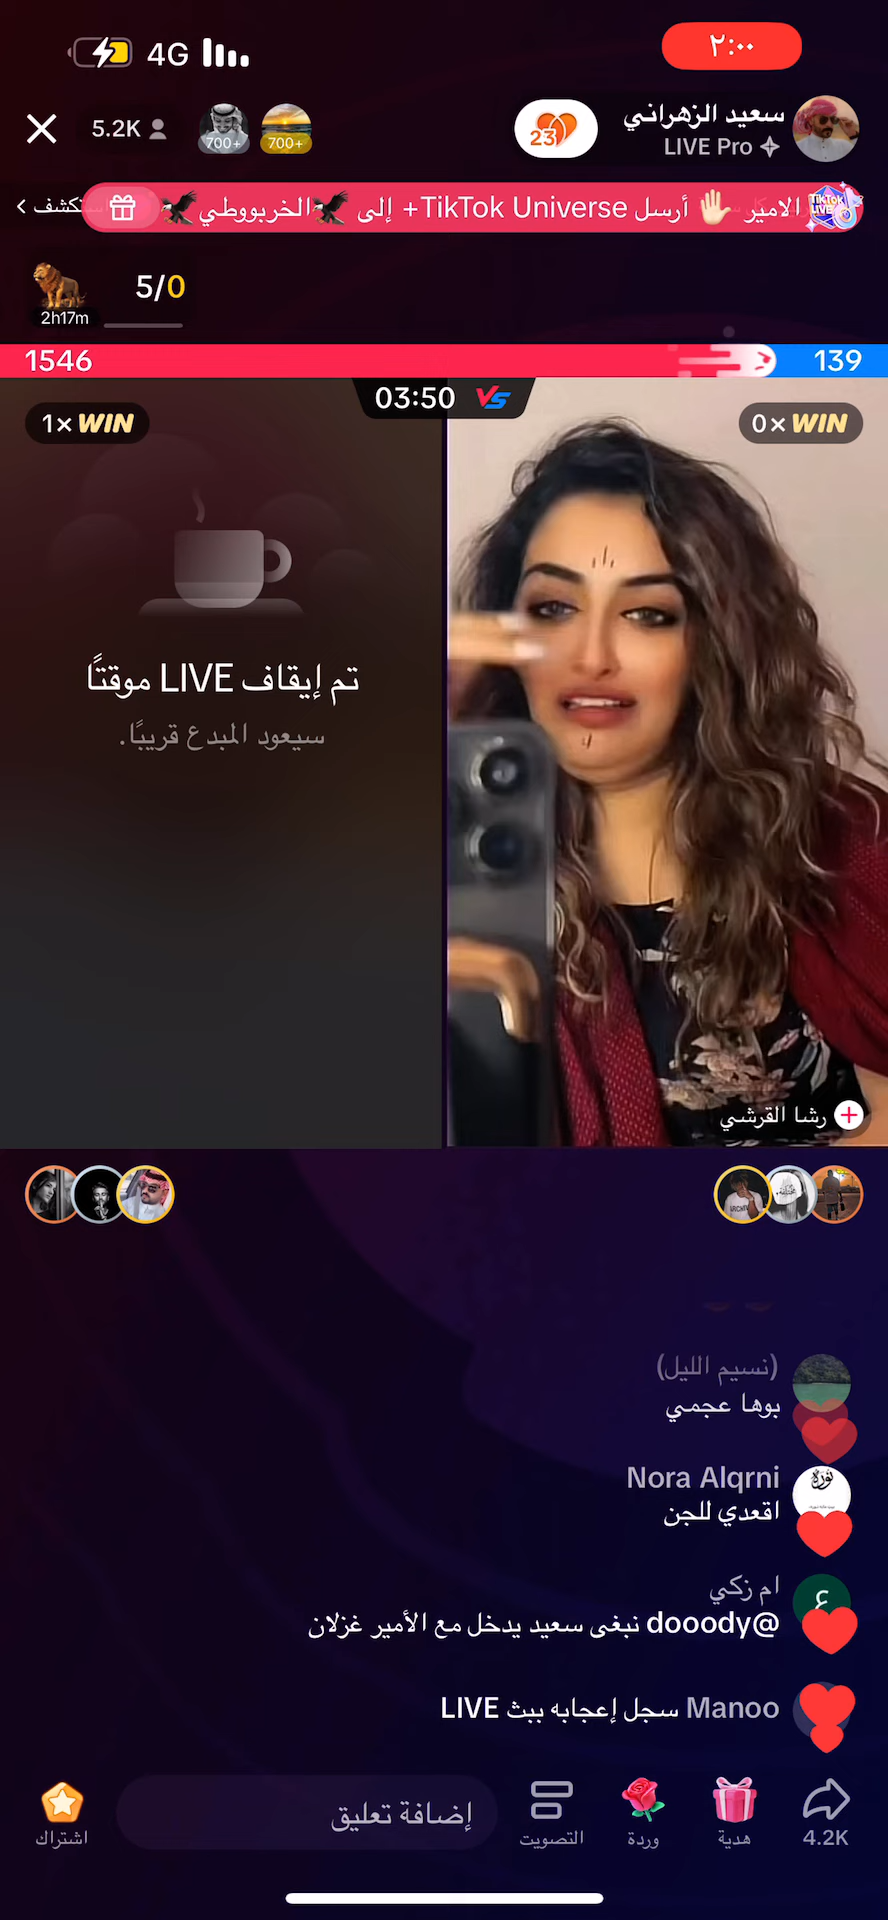 4G
٢:٠٠
سعيد الزهراني
LIVE Pro
23
700+
700+
5.2K
الامير ✋ أرسل TikTok Universe+ إلى 🦅الخربووطي🦅
5/0
2h17m
1546
139
03:50 VS
1× WIN
0× WIN
تم إيقاف LIVE موقتًا
سيعود المبدع قريبًا.
رشا القرشي
(نسيم الليل)
بوها عجمي
Nora Alqrni
اقعدي للجن
ام زكي
@dooody نبغى سعيد يدخل مع الأمير غزلان
Manoo سجل إعجابه ببث LIVE
4.2K
هدية
وردة
التصويت
إضافة تعليق
اشتراك